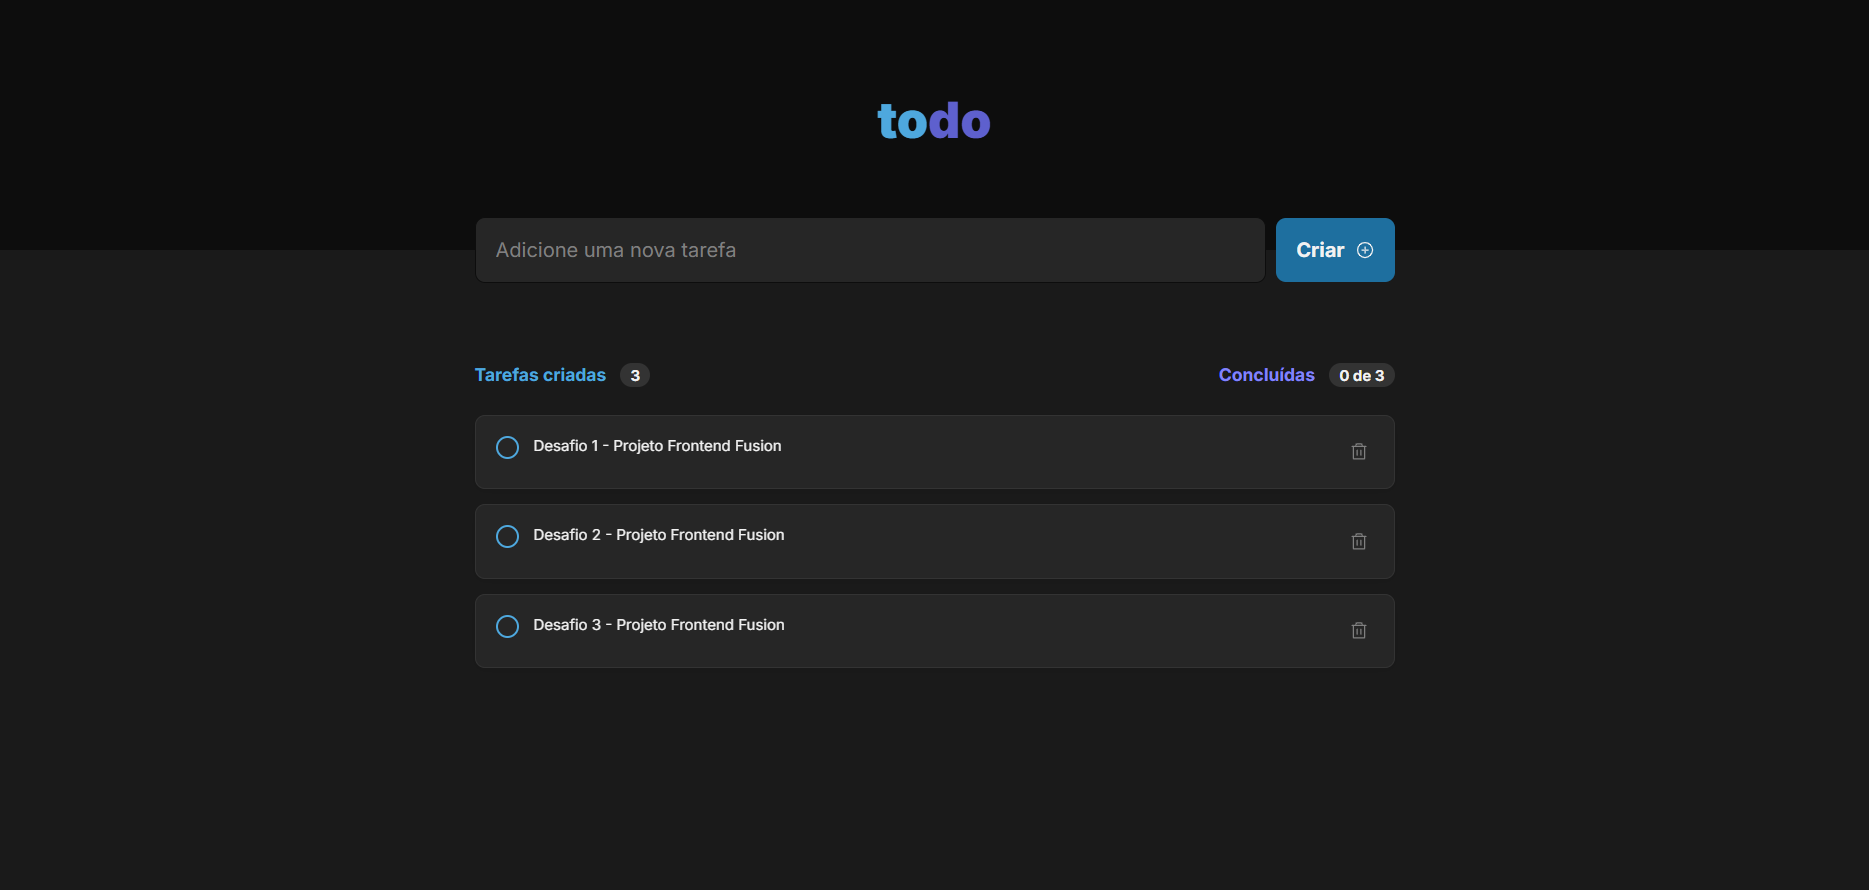 todo
Adicione uma nova tarefa
Criar
Tarefas criadas 3
Concluídas 0 de 3
Desafio 1 - Projeto Frontend Fusion
Desafio 2 - Projeto Frontend Fusion
Desafio 3 - Projeto Frontend Fusion